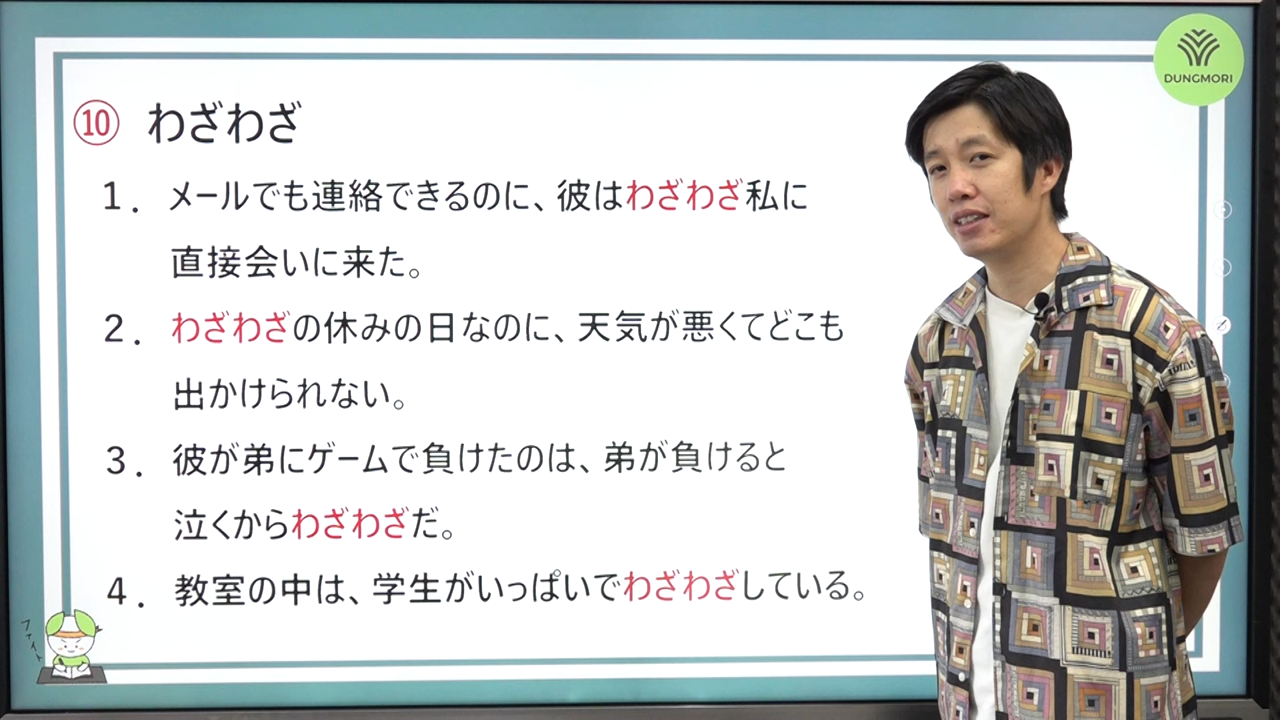 ⑩ わざわざ
1． メールでも連絡できるのに、彼はわざわざ私に
直接会いに来た。
2． わざわざの休みの日なのに、天気が悪くてどこも
出かけられない。
3． 彼が弟にゲームで負けたのは、弟が負けると
泣くからわざわざだ。
4． 教室の中は、学生がいっぱいでわざわざしている。
ファイト
DUNGMORI